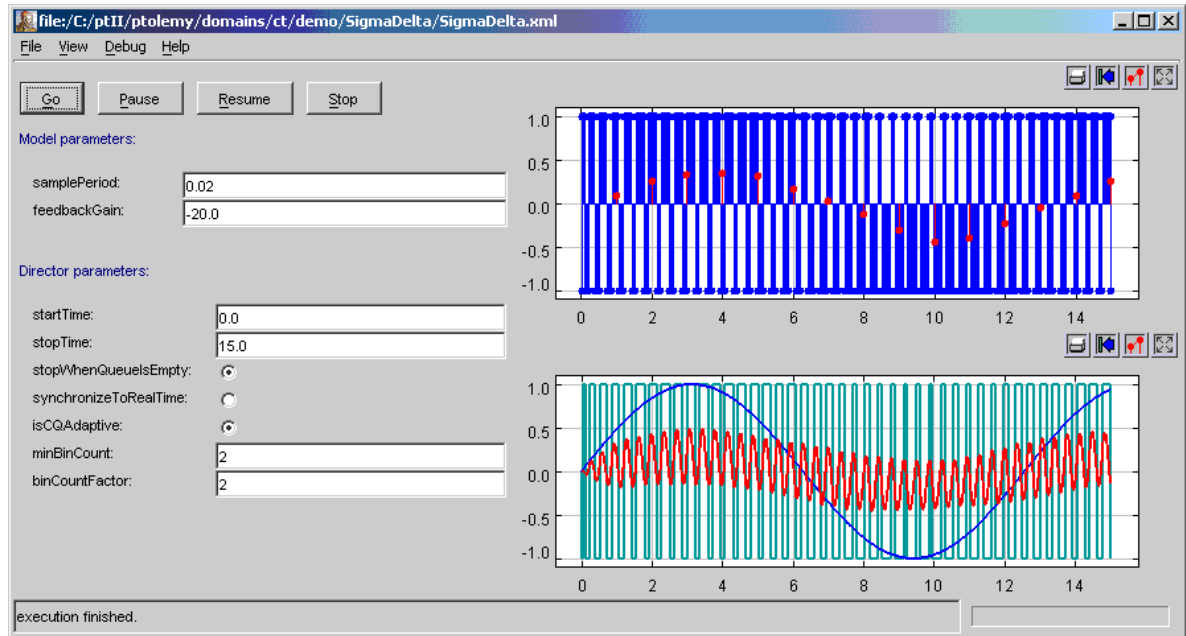 file:/C:/ptII/ptolemy/domains/ct/demo/SigmaDelta/SigmaDelta.xml
File View Debug Help
Go Pause Resume Stop
Model parameters:
samplePeriod: 0.02
feedbackGain: -20.0
Director parameters:
startTime: 0.0
stopTime: 15.0
stopWhenQueueIsEmpty:
synchronizeToRealTime:
isCQAdaptive:
minBinCount: 2
binCountFactor: 2
1.0
0.5
0.0
-0.5
-1.0
0 2 4 6 8 10 12 14
1.0
0.5
0.0
-0.5
-1.0
0 2 4 6 8 10 12 14
execution finished.